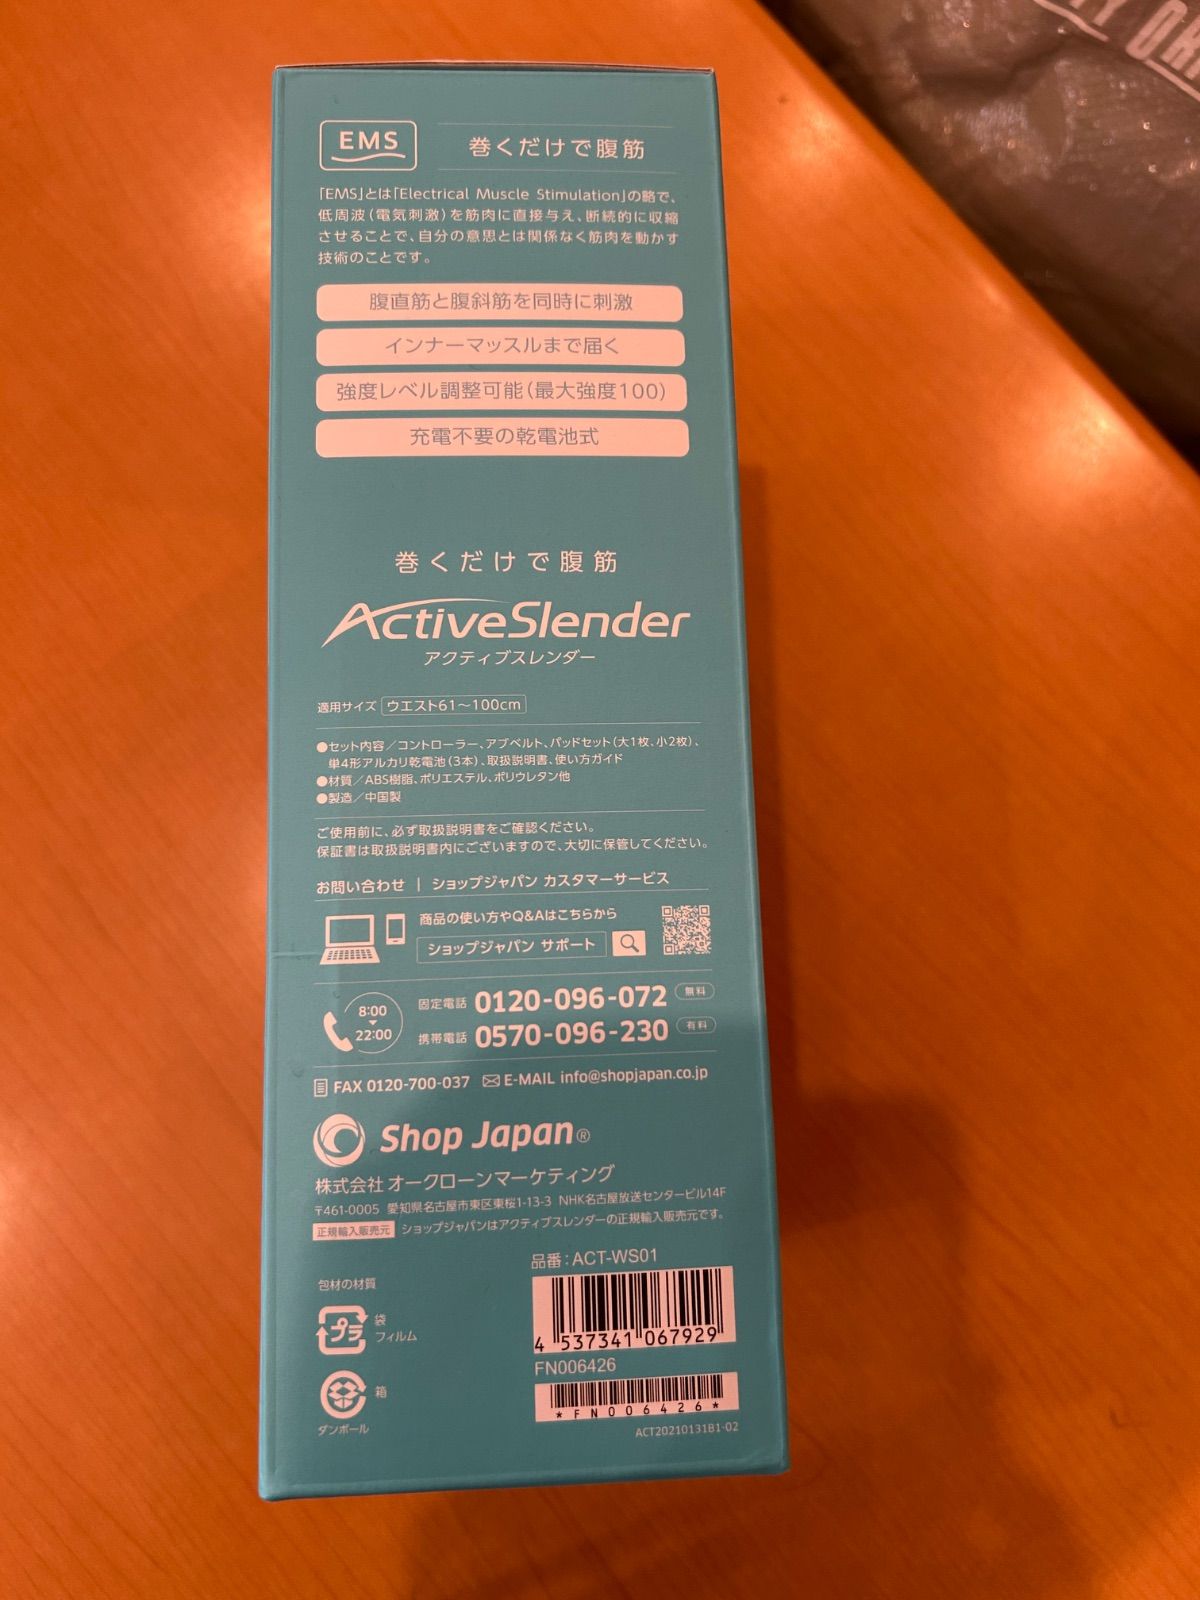 EMS
巻くだけで腹筋
「EMS」とは「Electrical Muscle Stimulation」の略で、
低周波(電気刺激)を筋肉に直接与え、断続的に収縮
させることで、自分の意思とは関係なく筋肉を動かす
技術のことです。
腹直筋と腹斜筋を同時に刺激
インナーマッスルまで届く
強度レベル調整可能(最大強度100)
充電不要の乾電池式
巻くだけで腹筋
ActiveSlender
アクティブスレンダー
適用サイズ ウエスト61〜100cm
●セット内容/コントローラー、アブベルト、パッドセット(大1枚、小2枚)、
単4形アルカリ乾電池(3本)、取扱説明書、使い方ガイド
●材質/ABS樹脂、ポリエステル、ポリウレタン他
●製造/中国製
ご使用前に、必ず取扱説明書をご確認ください。
保証書は取扱説明書内にございますので、大切に保管してください。
お問い合わせ | ショップジャパン カスタマーサービス
商品の使い方やQ&Aはこちらから
ショップジャパン サポート
8:00
22:00
固定電話 0120-096-072 無料
携帯電話 0570-096-230 有料
FAX 0120-700-037 E-MAIL info@shopjapan.co.jp
Shop Japan®
株式会社 オークローンマーケティング
〒461-0005 愛知県名古屋市東区東桜1-13-3 NHK名古屋放送センタービル14F
正規輸入販売元 ショップジャパンはアクティブスレンダーの正規輸入販売元です。
品番:ACT-WS01
包材の材質
プラ
袋
フィルム
4 537341 067929
FN006426
箱
ダンボール
*FN006426*
ACT20210131B1-02